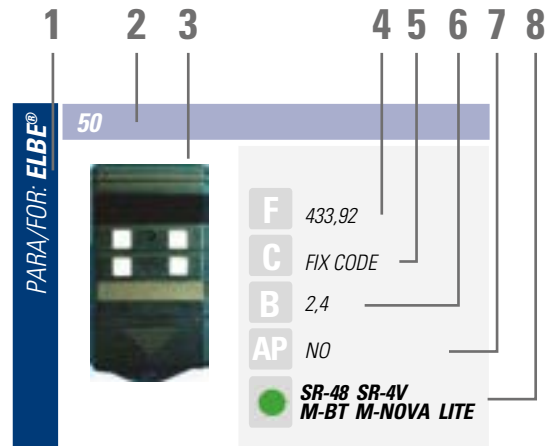 1 2 3 4 5 6 7 8
PARA/FOR: ELBE®
50
F 433,92
C FIX CODE
B 2,4
AP NO
SR-48 SR-4V
M-BT M-NOVA LITE